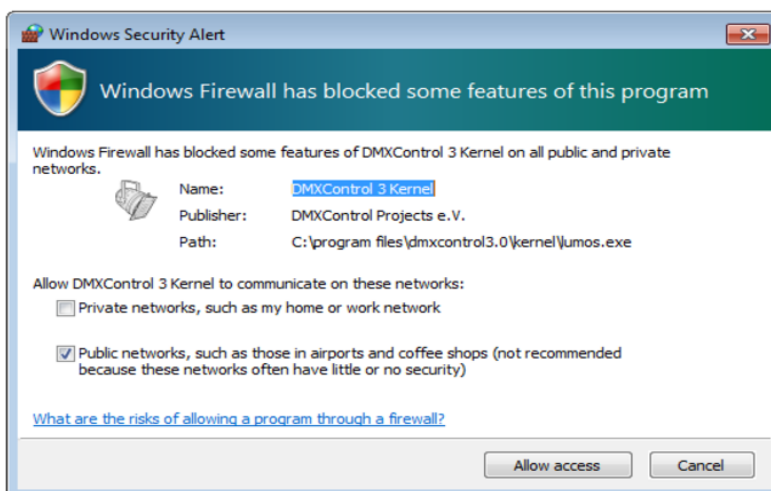 Windows Security Alert
Windows Firewall has blocked some features of this program
Windows Firewall has blocked some features of DMXControl 3 Kernel on all public and private
networks.
Name: DMXControl 3 Kernel
Publisher: DMXControl Projects e.V.
Path: C:\program files\dmxcontrol3.0\kernel\lumos.exe
Allow DMXControl 3 Kernel to communicate on these networks:
Private networks, such as my home or work network
Public networks, such as those in airports and coffee shops (not recommended
because these networks often have little or no security)
What are the risks of allowing a program through a firewall?
Allow access Cancel